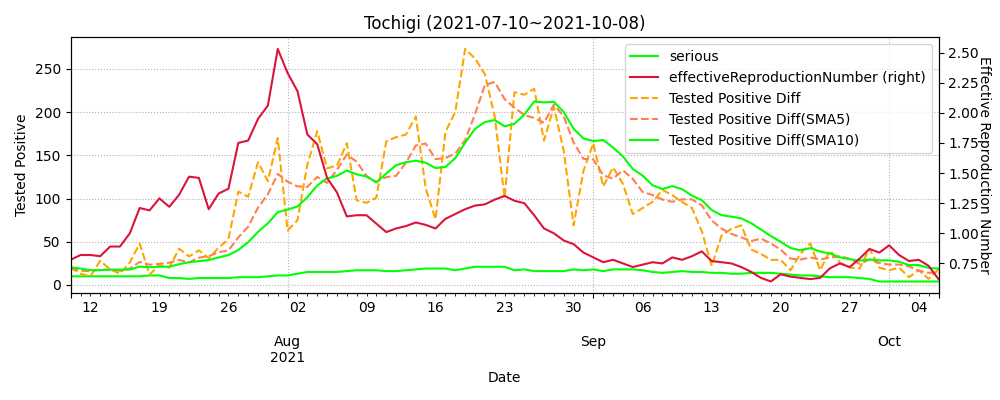 Tochigi (2021-07-10~2021-10-08)
serious
effectiveReproductionNumber (right)
Tested Positive Diff
Tested Positive Diff(SMA5)
Tested Positive Diff(SMA10)
Tested Positive
250
200
150
100
50
0
Effective Reproduction Number
2.50
2.25
2.00
1.75
1.50
1.25
1.00
0.75
12 19 26 02 09 16 23 30 06 13 20 27 04
Aug Sep Oct
2021
Date